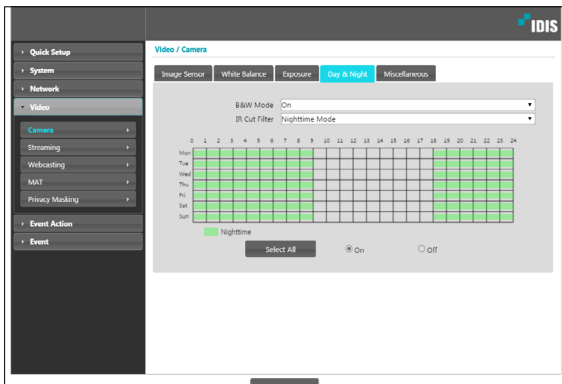 IDIS
Quick Setup
System
Network
Video
Camera
Streaming
Webcasting
MAT
Privacy Masking
Event Action
Event
Video / Camera
Image Sensor White Balance Exposure Day & Night Miscellaneous
B&W Mode On
IR Cut Filter Nighttime Mode
0 1 2 3 4 5 6 7 8 9 10 11 12 13 14 15 16 17 18 19 20 21 22 23 24
Mon
Tue
Wed
Thu
Fri
Sat
Sun
Nighttime
Select All On Off